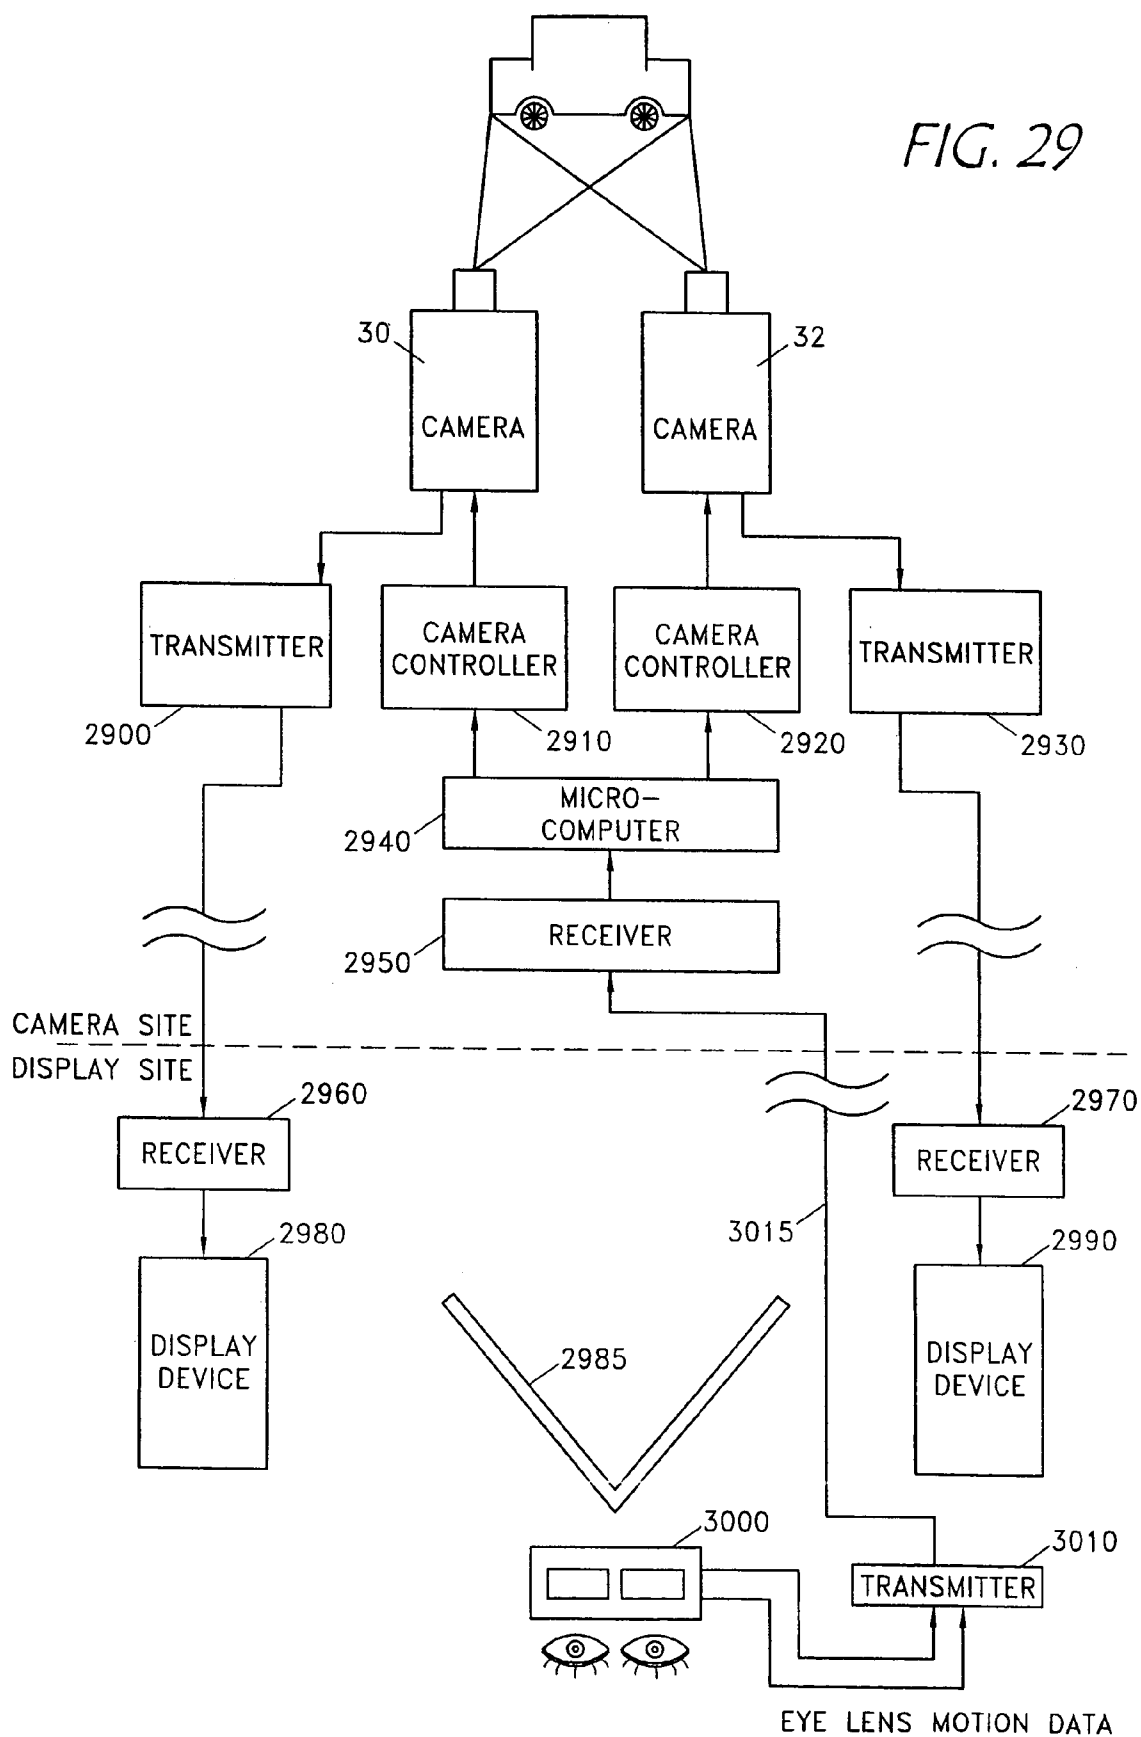 FIG. 29
30
32
CAMERA
CAMERA
TRANSMITTER
CAMERA
CONTROLLER
CAMERA
CONTROLLER
TRANSMITTER
2900
2910
2920
2930
MICRO-
COMPUTER
2940
RECEIVER
2950
CAMERA SITE
DISPLAY SITE
2960
2970
RECEIVER
RECEIVER
3015
2980
2990
DISPLAY
DEVICE
2985
DISPLAY
DEVICE
3000
3010
TRANSMITTER
EYE LENS MOTION DATA